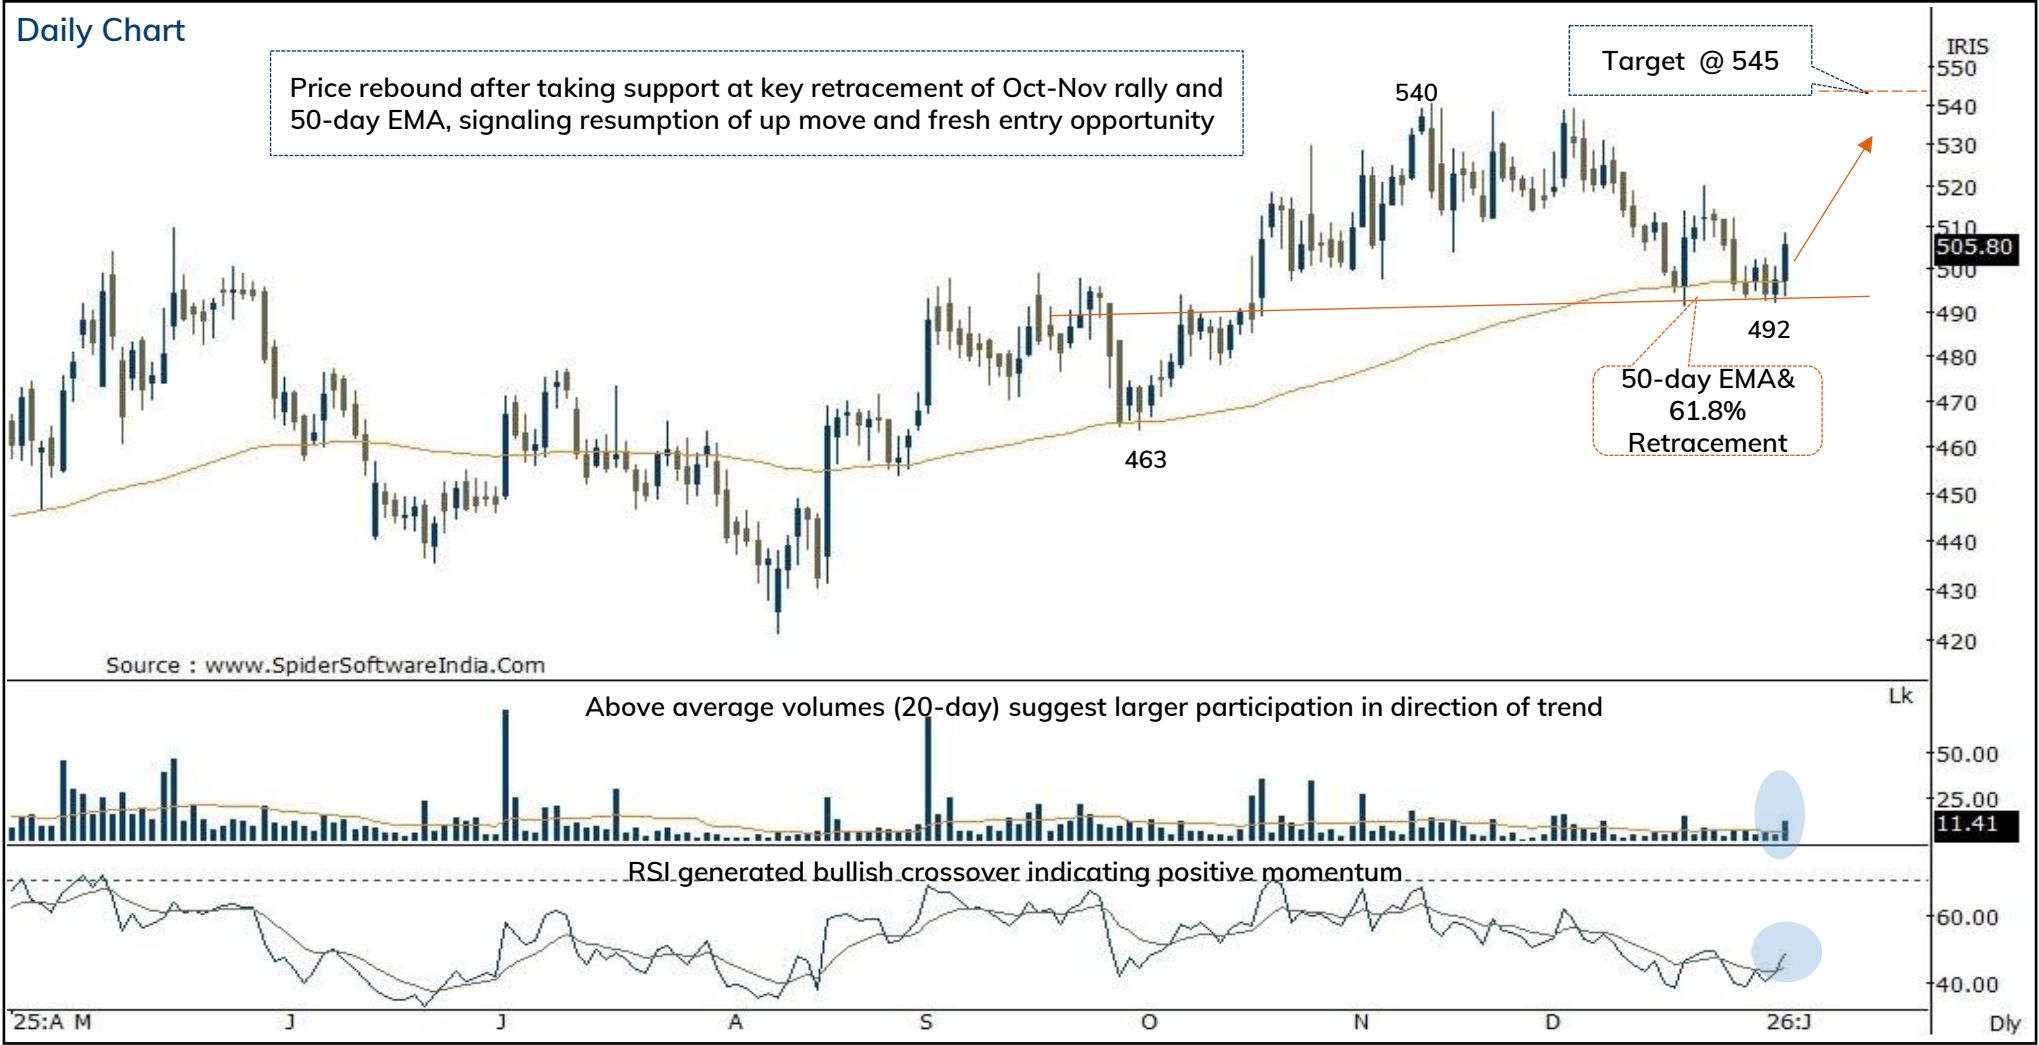 Daily Chart
Price rebound after taking support at key retracement of Oct-Nov rally and
50-day EMA, signaling resumption of up move and fresh entry opportunity
Target @ 545
IRIS
550
540
530
520
510
505.80
500
490
480
470
460
450
440
430
420
540
463
492
50-day EMA&
61.8%
Retracement
Source : www.SpiderSoftwareIndia.Com
Above average volumes (20-day) suggest larger participation in direction of trend
Lk
50.00
25.00
11.41
RSI generated bullish crossover indicating positive momentum
60.00
40.00
25:A M J J A S O N D 26:J
Dly